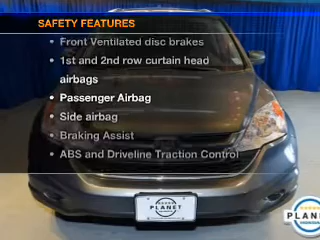 SAFETY FEATURES
• Front Ventilated disc brakes
• 1st and 2nd row curtain head
airbags
• Passenger Airbag
• Side airbag
• Braking Assist
• ABS and Driveline Traction Control
PLANET
PLANET